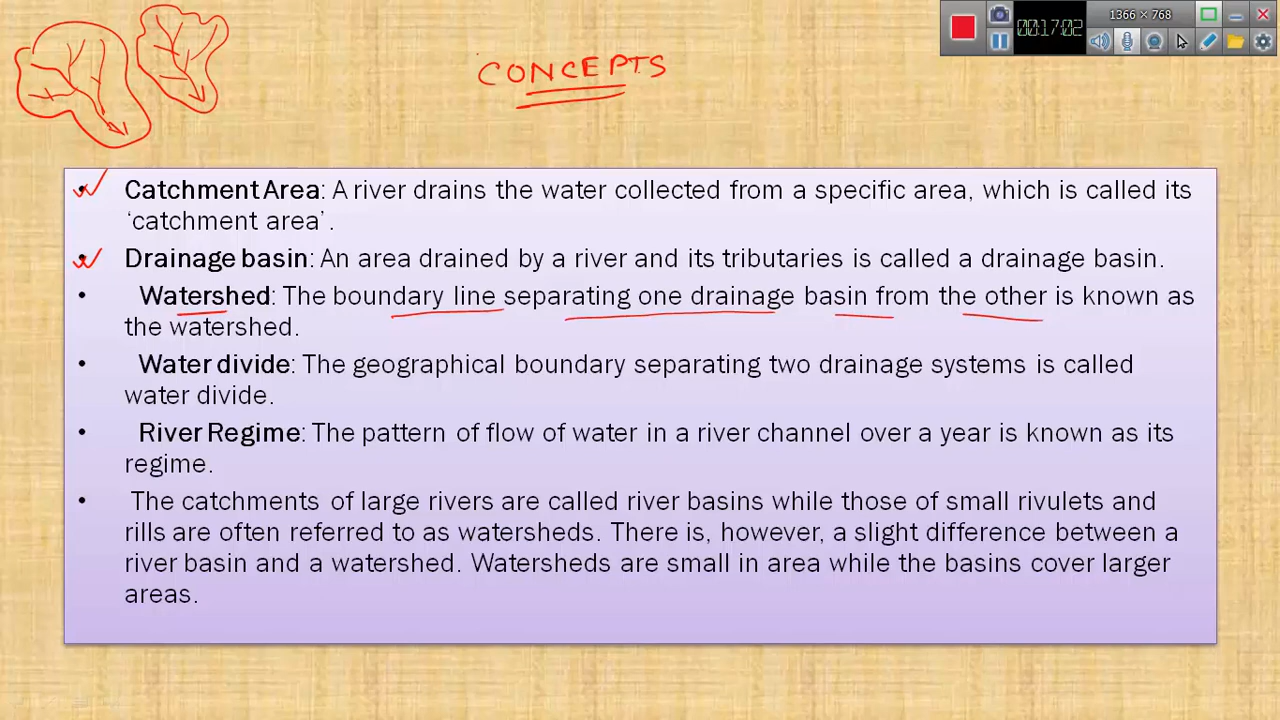 1366 × 768
00:17:02
CONCEPTS
• Catchment Area: A river drains the water collected from a specific area, which is called its
‘catchment area’.
• Drainage basin: An area drained by a river and its tributaries is called a drainage basin.
• Watershed: The boundary line separating one drainage basin from the other is known as
the watershed.
• Water divide: The geographical boundary separating two drainage systems is called
water divide.
• River Regime: The pattern of flow of water in a river channel over a year is known as its
regime.
• The catchments of large rivers are called river basins while those of small rivulets and
rills are often referred to as watersheds. There is, however, a slight difference between a
river basin and a watershed. Watersheds are small in area while the basins cover larger
areas.